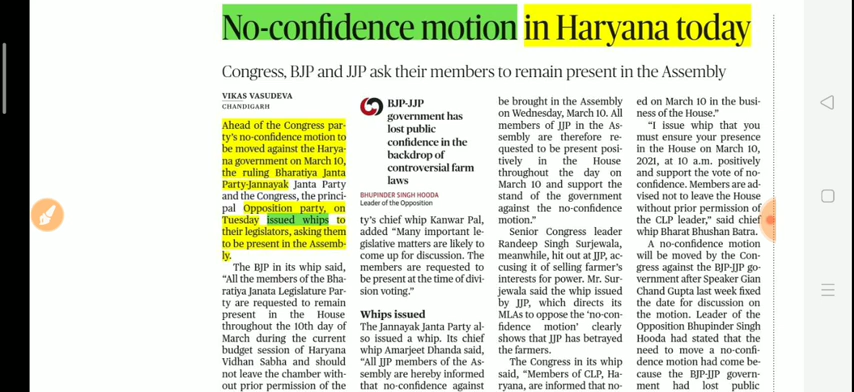 No-confidence motion in Haryana today
Congress, BJP and JJP ask their members to remain present in the Assembly
VIKAS VASUDEVA
CHANDIGARH
Ahead of the Congress par-
ty's no-confidence motion to
be moved against the Harya-
na government on March 10,
the ruling Bharatiya Janta
Party-Jannayak Janta Party
and the Congress, the princi-
pal Opposition party, on
Tuesday issued whips to
their legislators, asking them
to be present in the Assemb-
ly.
The BJP in its whip said,
"All the members of the Bha-
ratiya Janata Legislature Par-
ty are requested to remain
present in the House
throughout the 10th day of
March during the current
budget session of Haryana
Vidhan Sabha and should
not leave the chamber with-
out prior permission of the
BJP-JJP
government has
lost public
confidence in the
backdrop of
controversial farm
laws
BHUPINDER SINGH HOODA
Leader of the Opposition
ty's chief whip Kanwar Pal,
added "Many important le-
gislative matters are likely to
come up for discussion. The
members are requested to
be present at the time of divi-
sion voting."
Whips issued
The Jannayak Janta Party al-
so issued a whip. Its chief
whip Amarjeet Dhanda said,
"All JJP members of the As-
sembly are hereby informed
that no-confidence against
be brought in the Assembly
on Wednesday, March 10. All
members of JJP in the As-
sembly are therefore re-
quested to be present posi-
tively in the House
throughout the day on
March 10 and support the
stand of the government
against the no-confidence
motion."
Senior Congress leader
Randeep Singh Surjewala,
meanwhile, hit out at JJP, ac-
cusing it of selling farmer's
interests for power. Mr. Sur-
jewala said the whip issued
by JJP, which directes its
MLAs to oppose the 'no-con-
fidence motion' clearly
shows that JJP has betrayed
the farmers.
The Congress in its whip
said, "Members of CLP, Ha-
ryana, are informed that no-
ed on March 10 in the busi-
ness of the House."
"I issue whip that you
must ensure your presence
in the House on March 10,
2021, at 10 a.m. positively
and support the vote of no-
confidence. Members are ad-
vised not to leave the House
without prior permission of
the CLP leader," said chief
whip Bharat Bhushan Batra.
A no-confidence motion
will be moved by the Con-
gress against the BJP-JJP go-
vernment after Speaker Gian
Chand Gupta last week fixed
the date for discussion on
the motion. Leader of the
Opposition Bhupinder Singh
Hooda had stated that the
need to move a no-confi-
dence motion had come be-
cause the BJP-JJP govern-
ment had lost public